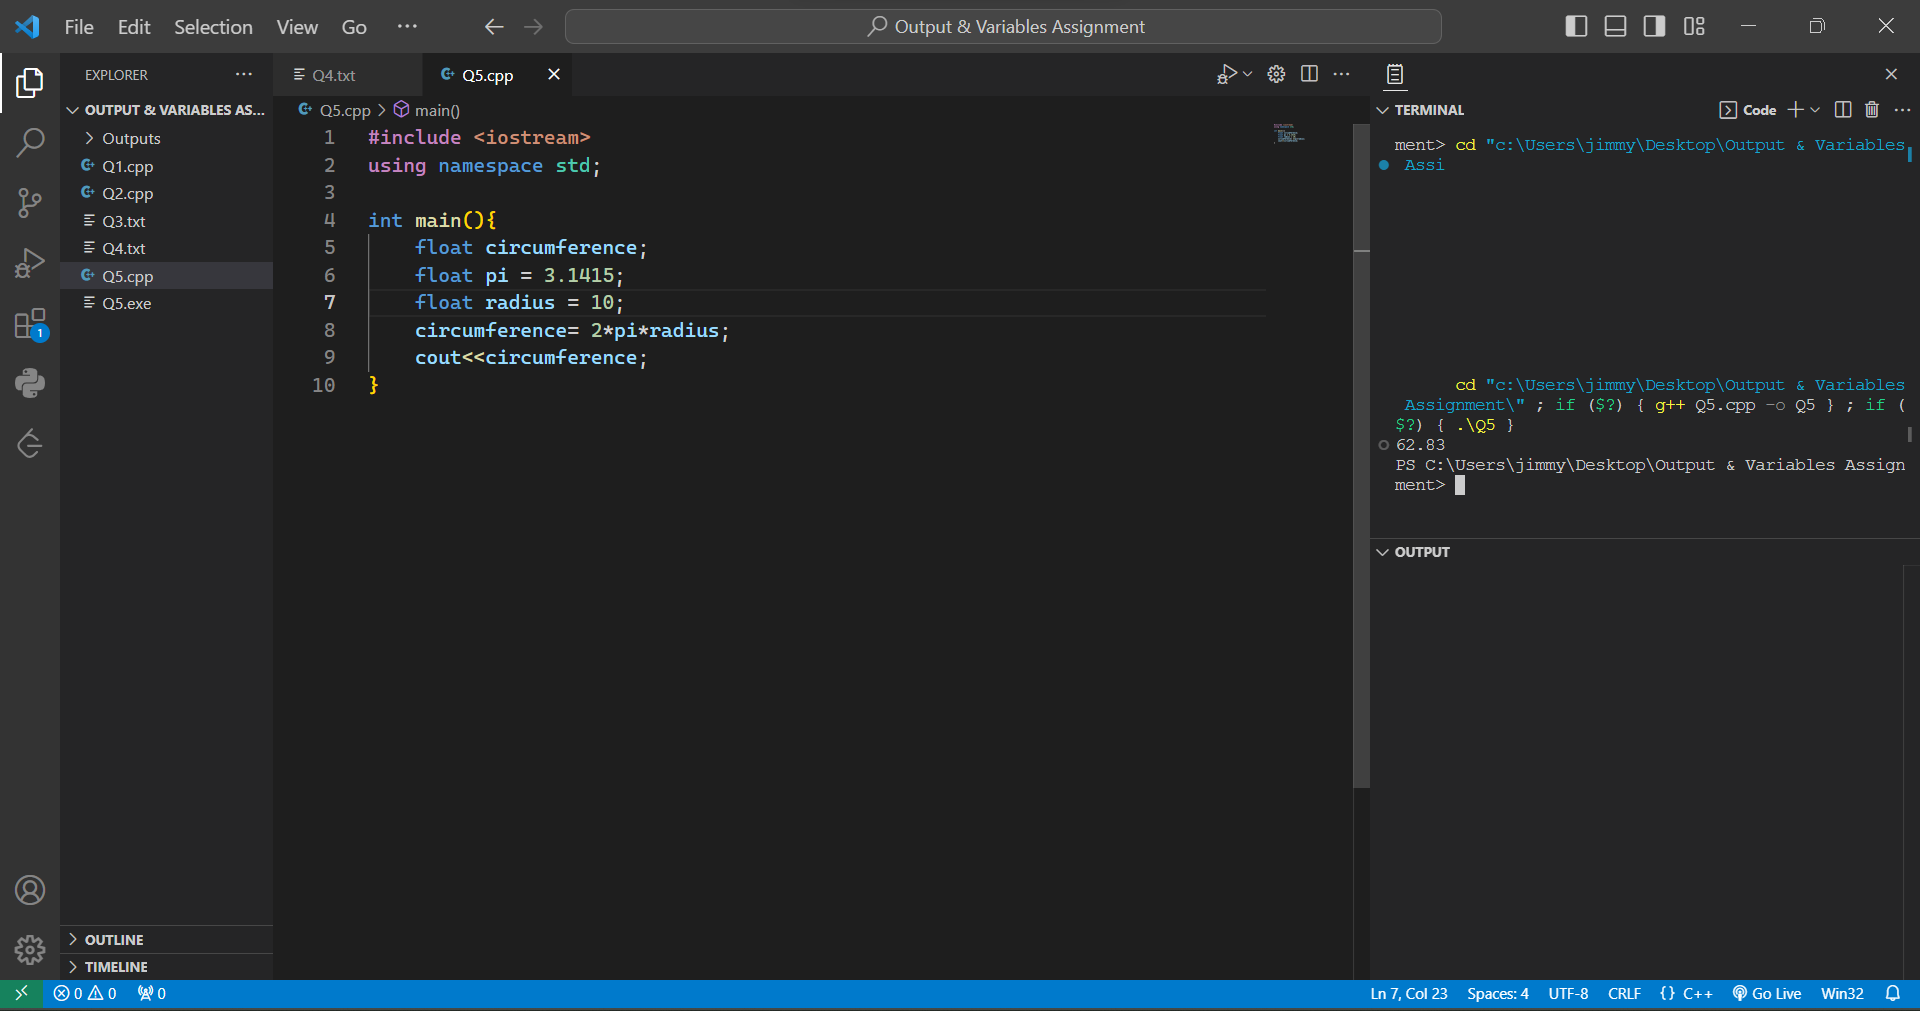 File Edit Selection View Go ··· Output & Variables Assignment
EXPLORER ···
OUTPUT & VARIABLES AS...
Outputs
Q1.cpp
Q2.cpp
Q3.txt
Q4.txt
Q5.cpp
Q5.exe
1
OUTLINE
TIMELINE
Q4.txt Q5.cpp
Q5.cpp > main()
1 #include <iostream>
2 using namespace std;
3
4 int main(){
5 float circumference;
6 float pi = 3.1415;
7 float radius = 10;
8 circumference= 2*pi*radius;
9 cout<<circumference;
10 }
TERMINAL Code
ment> cd "c:\Users\jimmy\Desktop\Output & Variables
Assi
cd "c:\Users\jimmy\Desktop\Output & Variables
Assignment\" ; if ($?) { g++ Q5.cpp -o Q5 } ; if (
$?) { .\Q5 }
62.83
PS C:\Users\jimmy\Desktop\Output & Variables Assign
ment>
OUTPUT
0 0 0 Ln 7, Col 23 Spaces: 4 UTF-8 CRLF {} C++ Go Live Win32